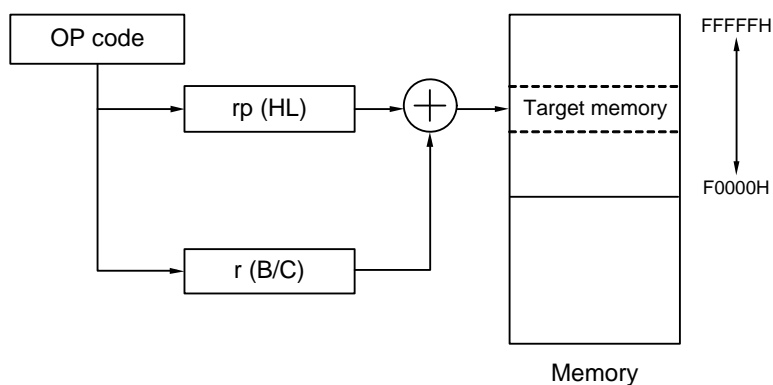 OP code
FFFFFH
rp (HL)
Target memory
F0000H
r (B/C)
Memory